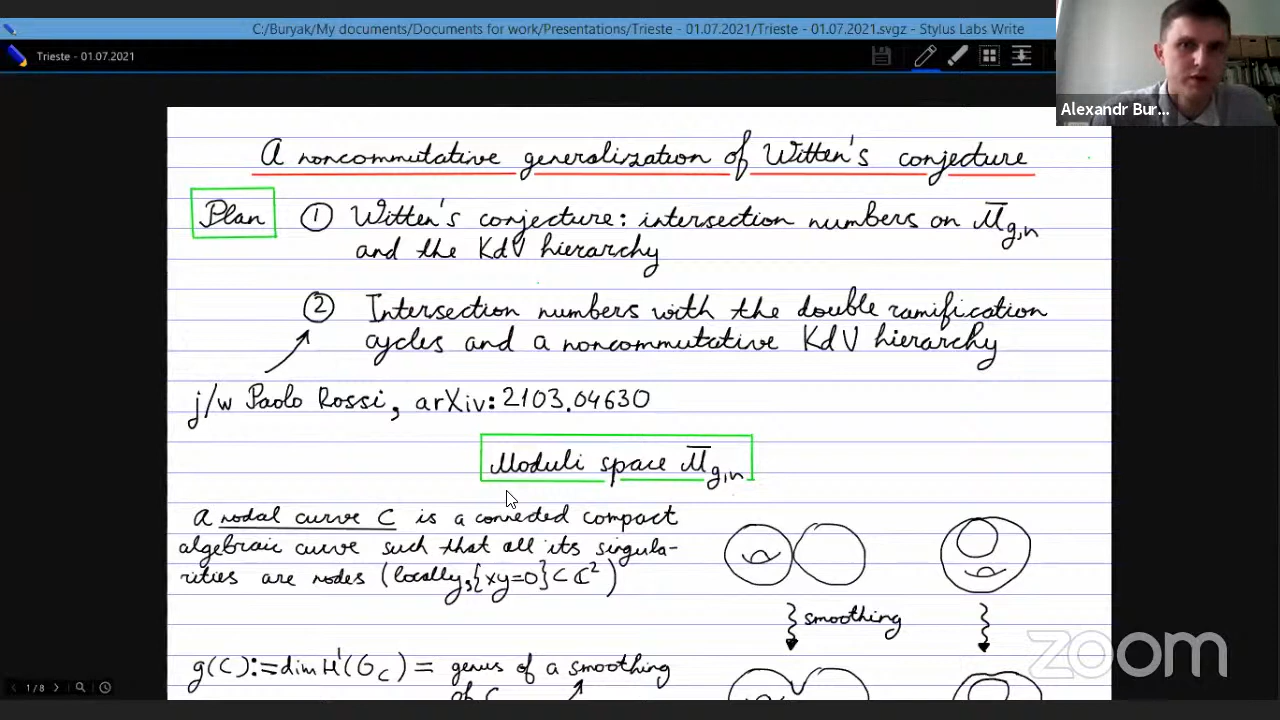 C:/Buryak/My documents/Documents for work/Presentations/Trieste - 01.07.2021/Trieste - 01.07.2021.svgz - Stylus Labs Write
Trieste - 01.07.2021
Alexandr Bur...
A noncommutative generalization of Witten's conjecture
Plan
① Witten's conjecture: intersection numbers on M̅g,n
and the KdV hierarchy
② Intersection numbers with the double ramification
cycles and a noncommutative KdV hierarchy
j/w Paolo Rossi, arXiv: 2103.04630
Moduli space M̅g,n
A nodal curve C is a connected compact
algebraic curve such that all its singula-
rities are nodes (locally, {xy=0}⊂ℂ²)
smoothing
g(C):=dim H¹(O_C) = genus of a smoothing
of C
1/8
zoom